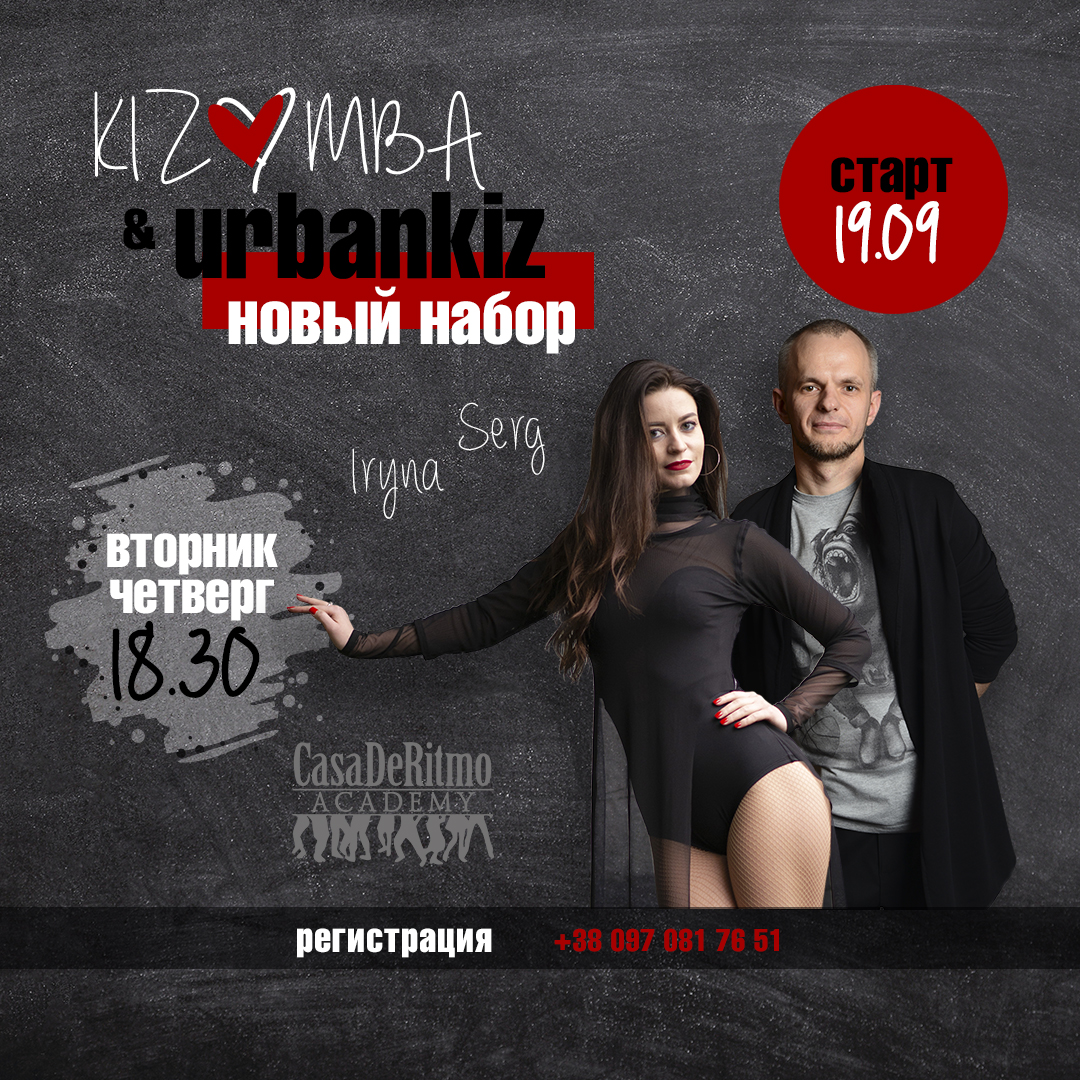 KIZOMBA
& urbankiz
новый набор
старт
19.09
Serg
Iryna
вторник
четверг
18.30
CasaDeRitmo
ACADEMY
регистрация +38 097 081 76 51